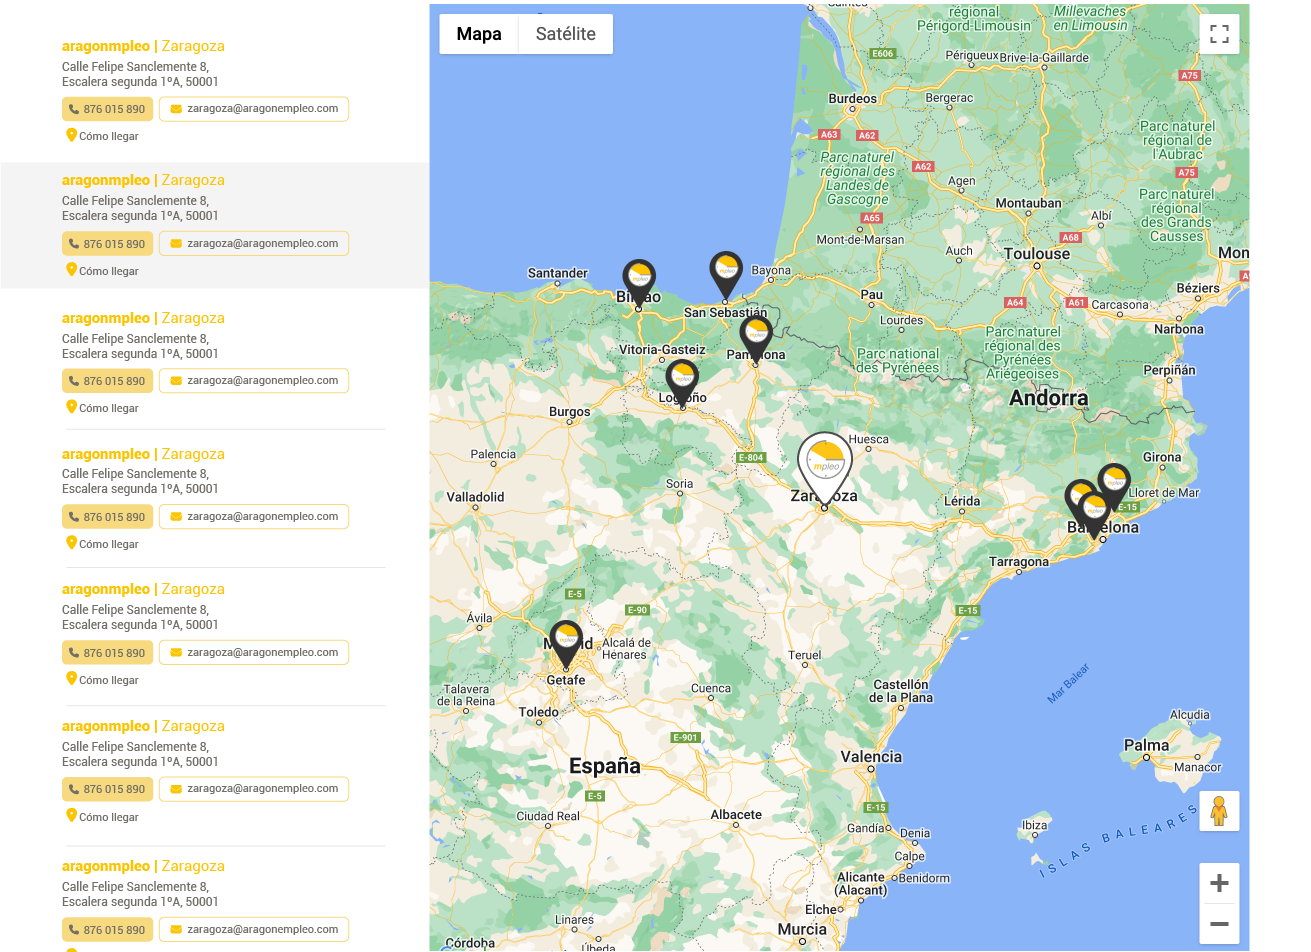 aragonmpleo | Zaragoza
Calle Felipe Sanclemente 8,
Escalera segunda 1ºA, 50001
876 015 890 zaragoza@aragonempleo.com
Cómo llegar
aragonmpleo | Zaragoza
Calle Felipe Sanclemente 8,
Escalera segunda 1ºA, 50001
876 015 890 zaragoza@aragonempleo.com
Cómo llegar
aragonmpleo | Zaragoza
Calle Felipe Sanclemente 8,
Escalera segunda 1ºA, 50001
876 015 890 zaragoza@aragonempleo.com
Cómo llegar
aragonmpleo | Zaragoza
Calle Felipe Sanclemente 8,
Escalera segunda 1ºA, 50001
876 015 890 zaragoza@aragonempleo.com
Cómo llegar
aragonmpleo | Zaragoza
Calle Felipe Sanclemente 8,
Escalera segunda 1ºA, 50001
876 015 890 zaragoza@aragonempleo.com
Cómo llegar
aragonmpleo | Zaragoza
Calle Felipe Sanclemente 8,
Escalera segunda 1ºA, 50001
876 015 890 zaragoza@aragonempleo.com
Cómo llegar
aragonmpleo | Zaragoza
Calle Felipe Sanclemente 8,
Escalera segunda 1ºA, 50001
876 015 890 zaragoza@aragonempleo.com
Mapa Satélite
Saintes
régional
Périgord-Limousin
Millevaches
en Limousin
E606
Périgueux
Brive-la-Gaillarde
A75
Burdeos
Bergerac
A63
A62
Parc naturel
régional de
l'Aubrac
Parc naturel
régional des
Landes de
Gascogne
A62
A75
Agen
Parc naturel
régional
des Grands
Causses
Montauban
Albí
A65
A68
Mont-de-Marsan
Auch
Toulouse
Mon
Santander
Bayona
mpleo
mpleo
Pau
A64
A61
Carcasona
Béziers
San Sebastián
Lourdes
Narbona
mpleo
Parc naturel
régional des
Pyrénées
Ariégeoises
Vitoria-Gasteiz
Parc national
des Pyrénées
Perpiñán
mpleo
Andorra
Burgos
Huesca
Palencia
E-804
mpleo
Girona
Soria
Valladolid
Lérida
mpleo
Lloret de Mar
E-15
mpleo
Tarragona
E-5
E-90
E-15
Ávila
mpleo
Alcalá de
Henares
Teruel
Getafe
Mar Balear
Talavera
de la Reina
Cuenca
Castellón
de la Plana
Toledo
Alcudia
E-901
Palma
Valencia
España
Manacor
E-5
E-15
Ciudad Real
Albacete
Gandía
Denia
Ibiza
ISLAS BALEARES
Calpe
Alicante
(Alacant)
Benidorm
Elche
Linares
Murcia
Córdoba
Úbeda